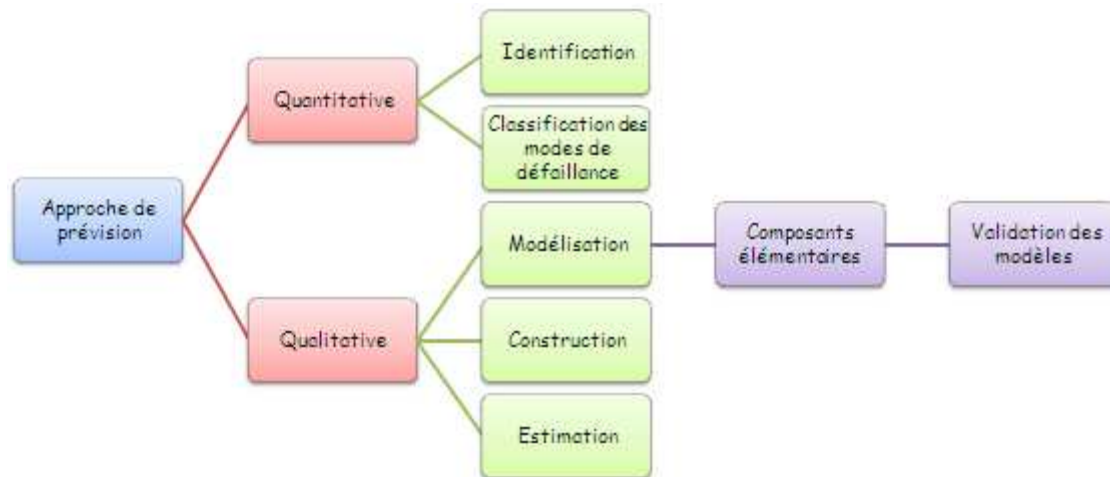 Identification
Quantitative
Classification des
modes de
défaillance
Approche de
prévision
Modélisation
Composants
élémentaires
Validation des
modèles
Qualitative
Construction
Estimation